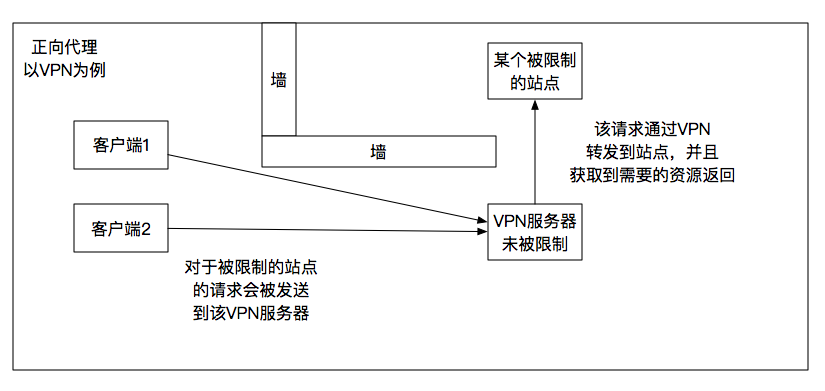 正向代理
以VPN为例
墙
某个被限制
的站点
客户端1
墙
该请求通过VPN
转发到站点，并且
获取到需要的资源返回
客户端2
VPN服务器
未被限制
对于被限制的站点
的请求会被发送
到该VPN服务器